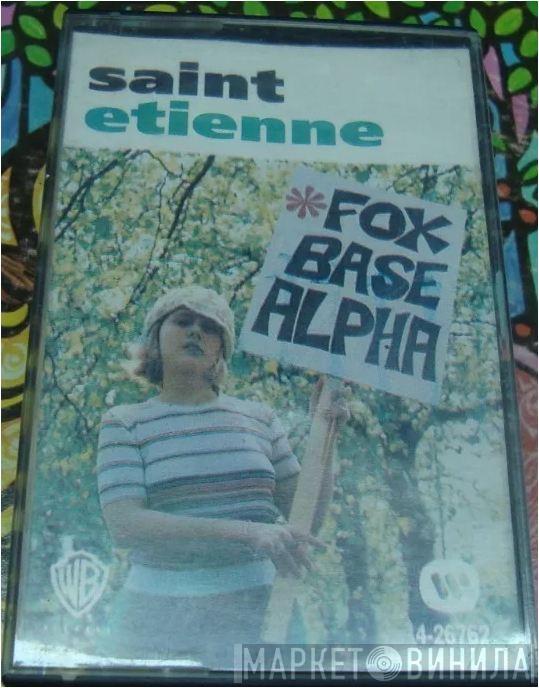 saint
etienne
*FOX
BASE
ALPHA
WB
4-26762
МАРКЕТ ВИНИЛА